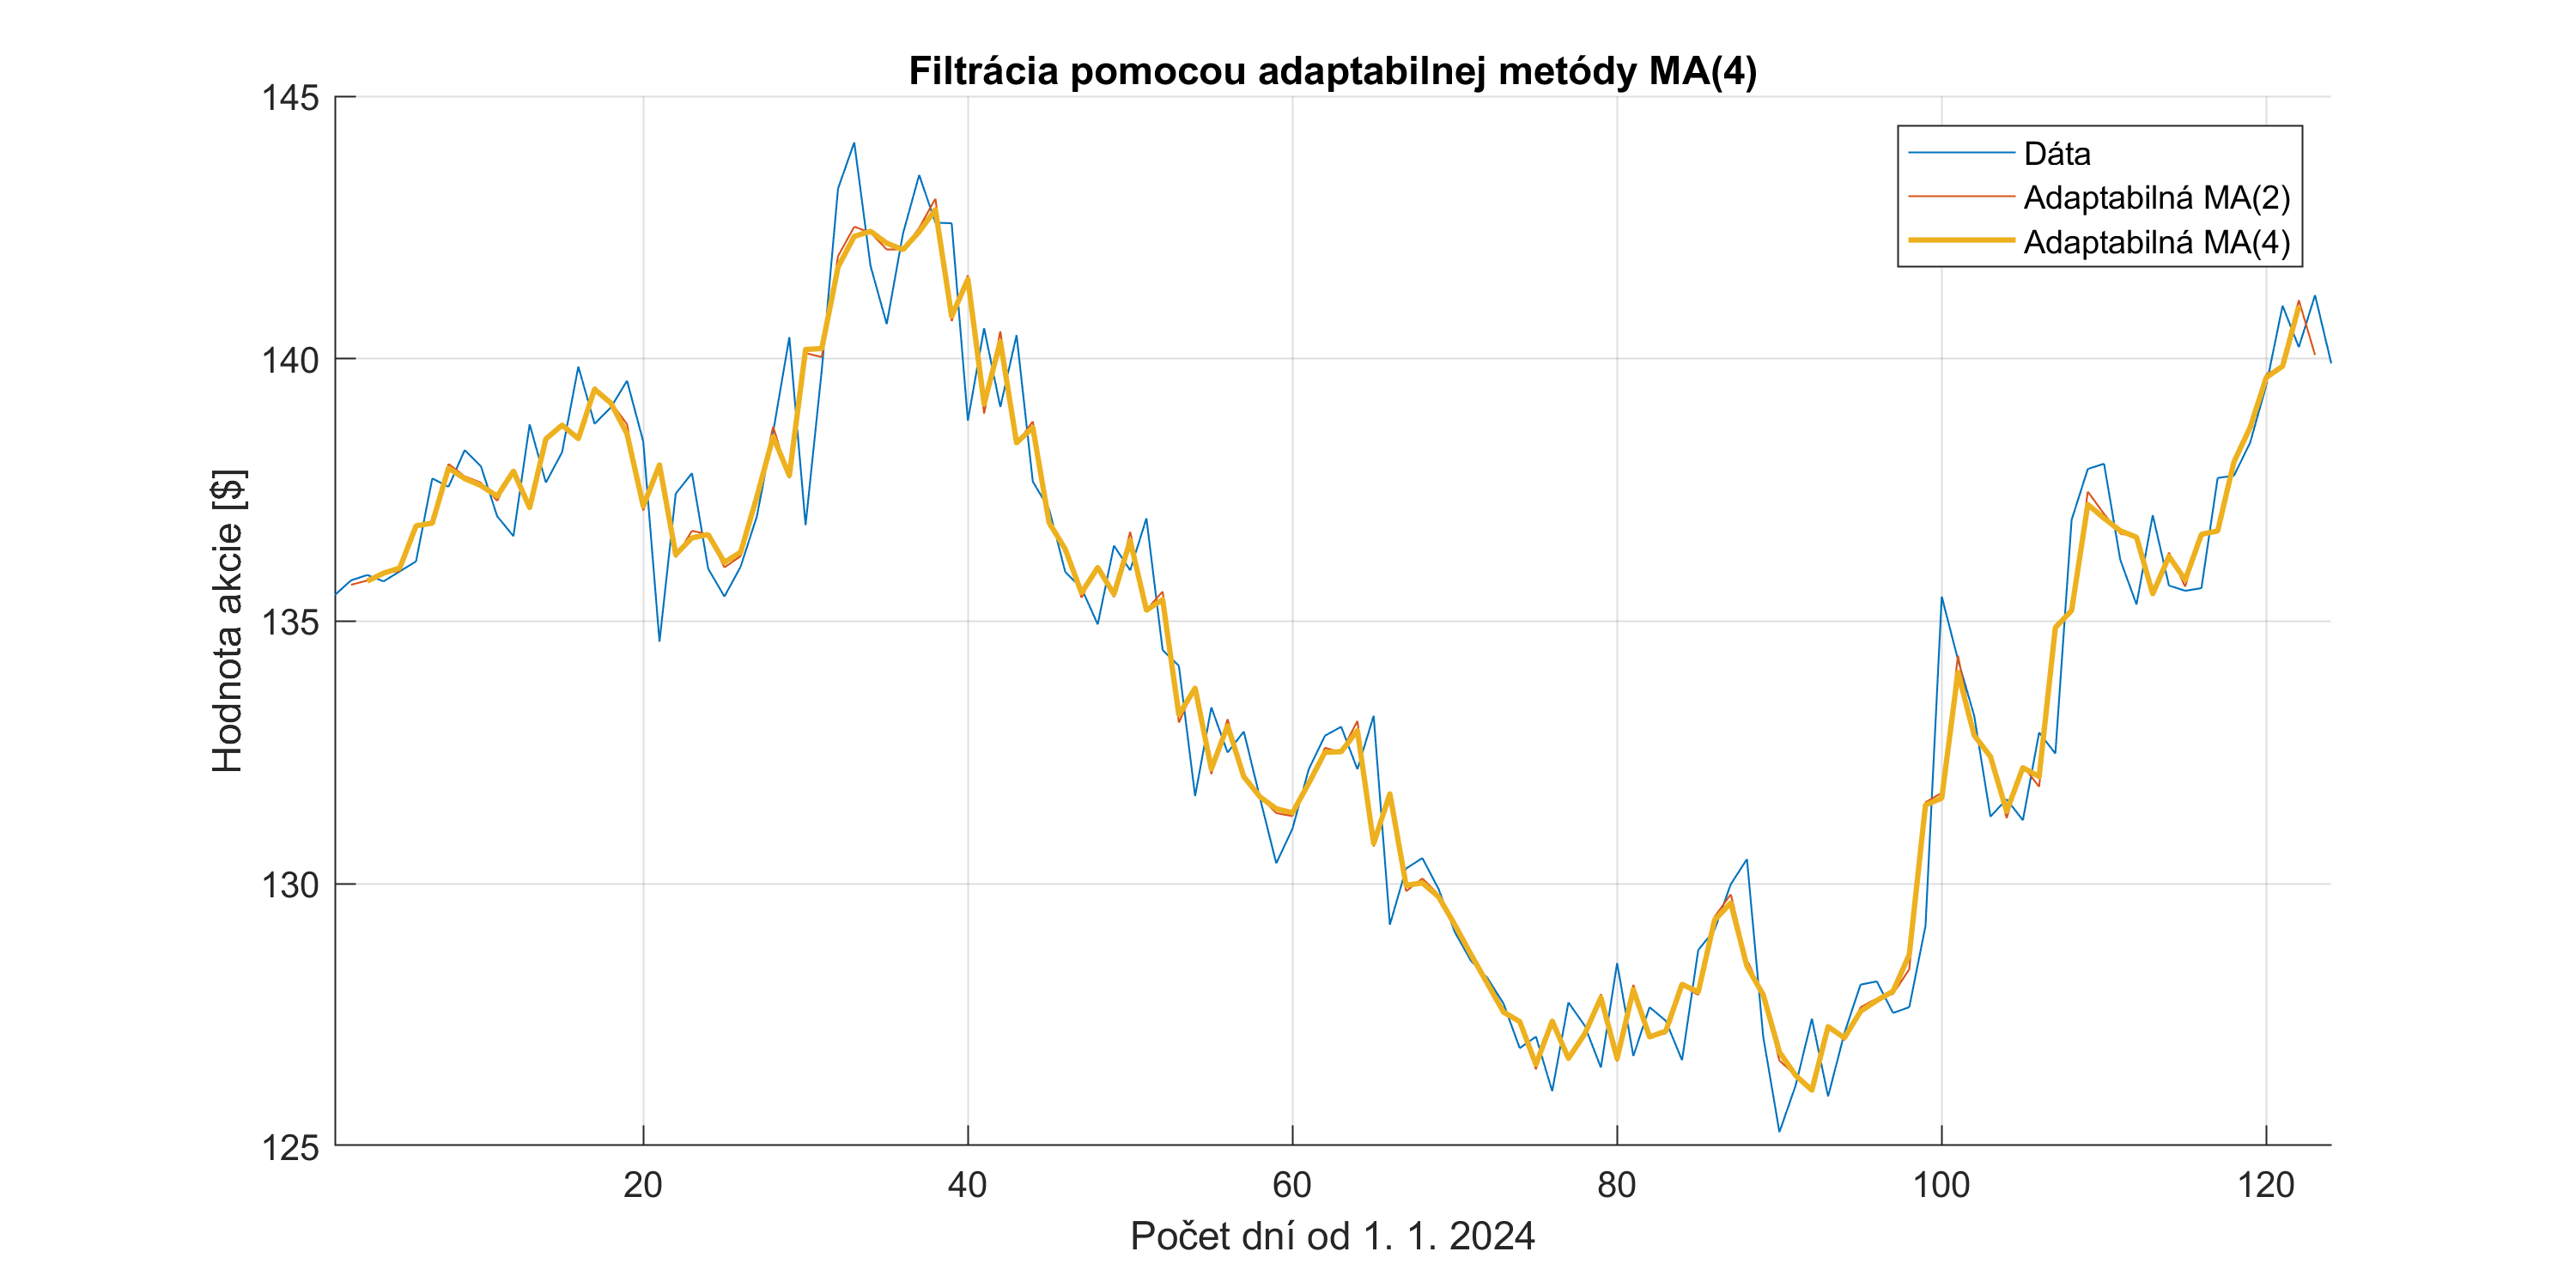 Filtrácia pomocou adaptabilnej metódy MA(4)
145
140
135
130
125
Hodnota akcie [$]
Dáta
Adaptabilná MA(2)
Adaptabilná MA(4)
20 40 60 80 100 120
Počet dní od 1. 1. 2024